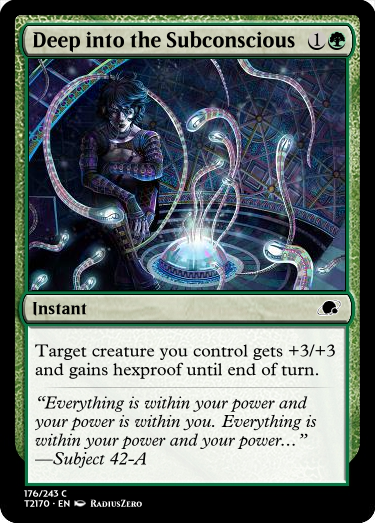 Deep into the Subconscious 1
Instant
Target creature you control gets +3/+3
and gains hexproof until end of turn.
“Everything is within your power and
your power is within you. Everything is
within your power and your power…”
—Subject 42-A
176/243 C
T2170 · EN RadiusZero